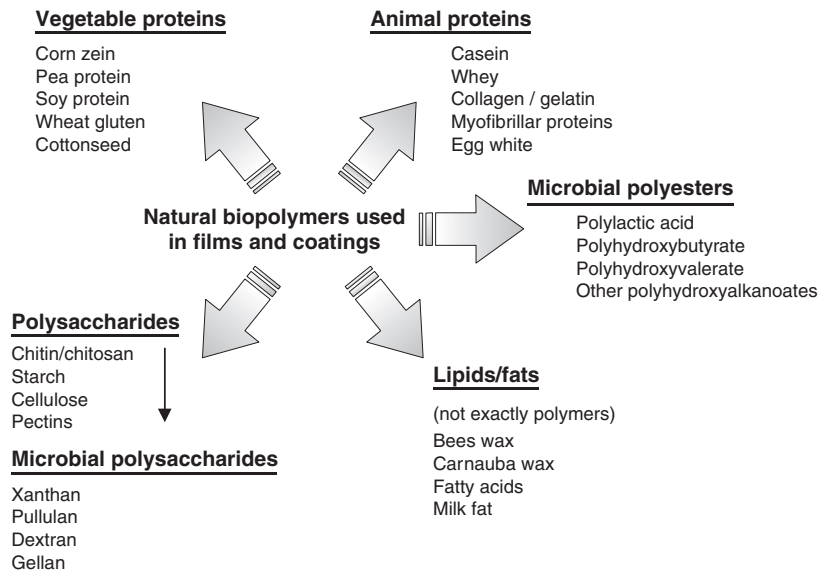 Vegetable proteins
Corn zein
Pea protein
Soy protein
Wheat gluten
Cottonseed
Animal proteins
Casein
Whey
Collagen / gelatin
Myofibrillar proteins
Egg white
Natural biopolymers used
in films and coatings
Microbial polyesters
Polylactic acid
Polyhydroxybutyrate
Polyhydroxyvalerate
Other polyhydroxyalkanoates
Polysaccharides
Chitin/chitosan
Starch
Cellulose
Pectins
Microbial polysaccharides
Xanthan
Pullulan
Dextran
Gellan
Lipids/fats
(not exactly polymers)
Bees wax
Carnauba wax
Fatty acids
Milk fat